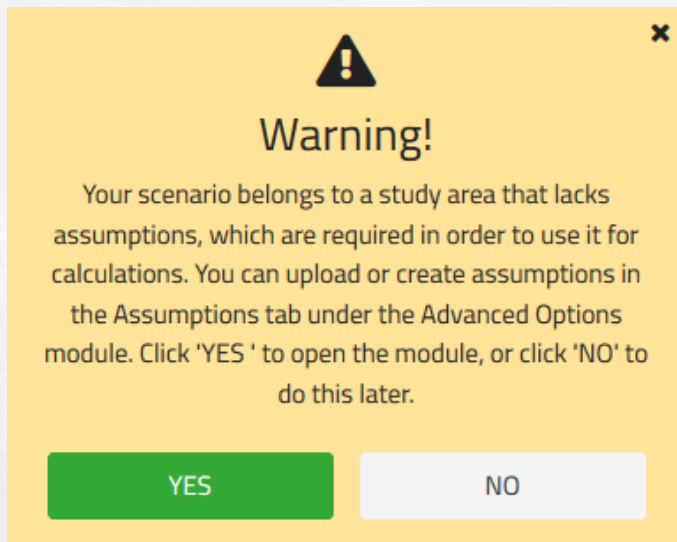 Warning!
Your scenario belongs to a study area that lacks
assumptions, which are required in order to use it for
calculations. You can upload or create assumptions in
the Assumptions tab under the Advanced Options
module. Click 'YES ' to open the module, or click 'NO' to
do this later.
YES
NO